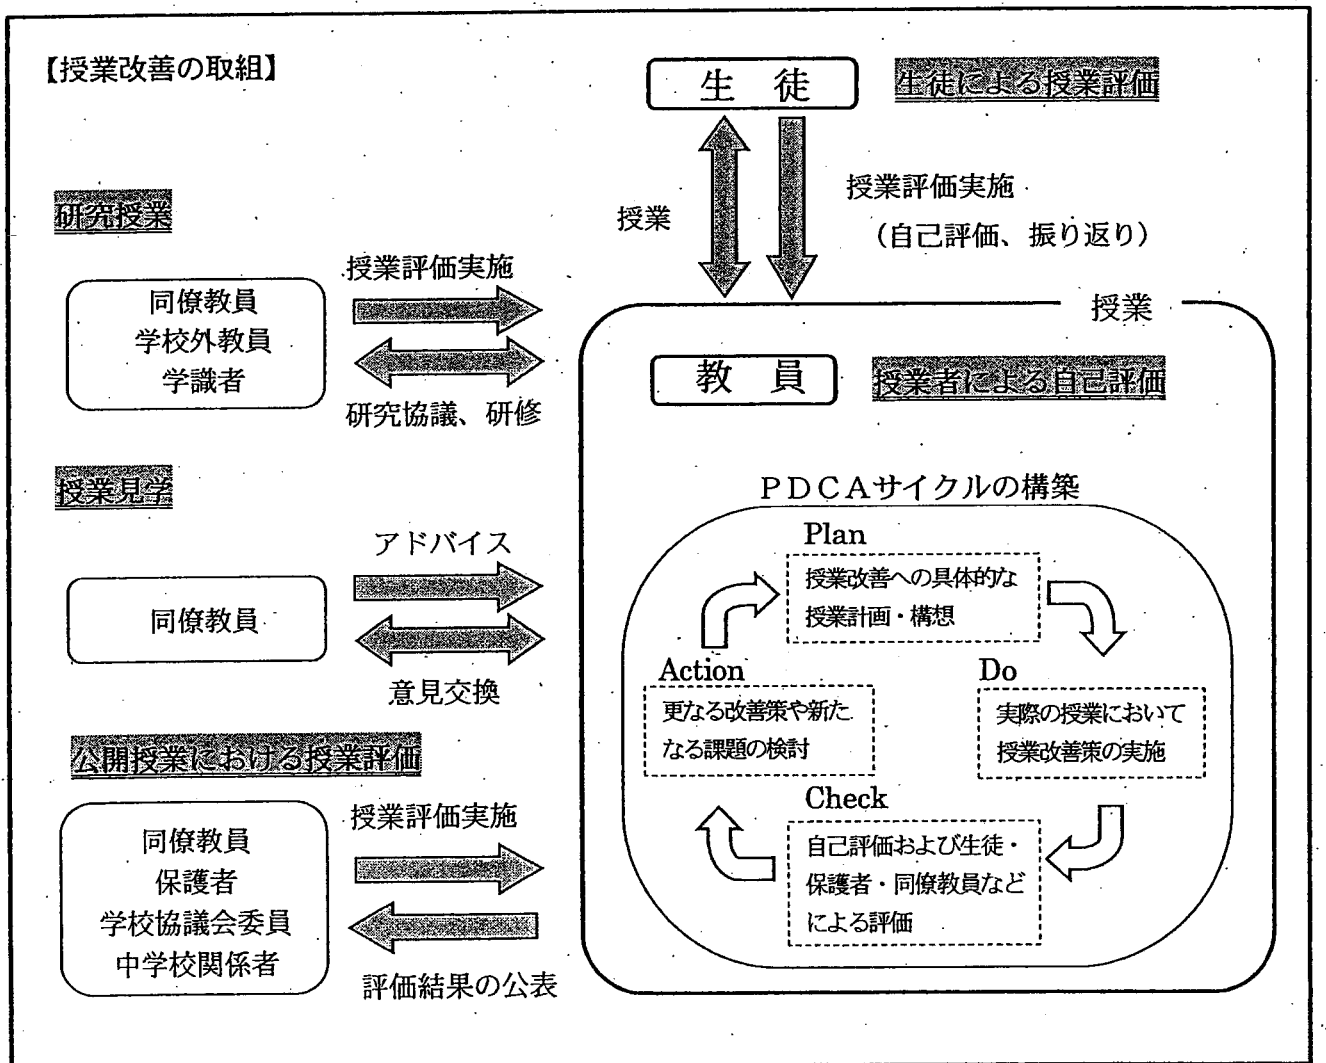 【授業改善の取組】
生 徒
生徒による授業評価
授業
授業評価実施
（自己評価、振り返り）
研究授業
同僚教員
学校外教員
学識者
授業評価実施
研究協議、研修
授業見学
同僚教員
アドバイス
意見交換
公開授業における授業評価
同僚教員
保護者
学校協議会委員
中学校関係者
授業評価実施
評価結果の公表
授業
教 員
授業者による自己評価
ＰＤＣＡサイクルの構築
Plan
授業改善への具体的な
授業計画・構想
Do
実際の授業において
授業改善策の実施
Check
自己評価および生徒・
保護者・同僚教員など
による評価
Action
更なる改善策や新た
なる課題の検討